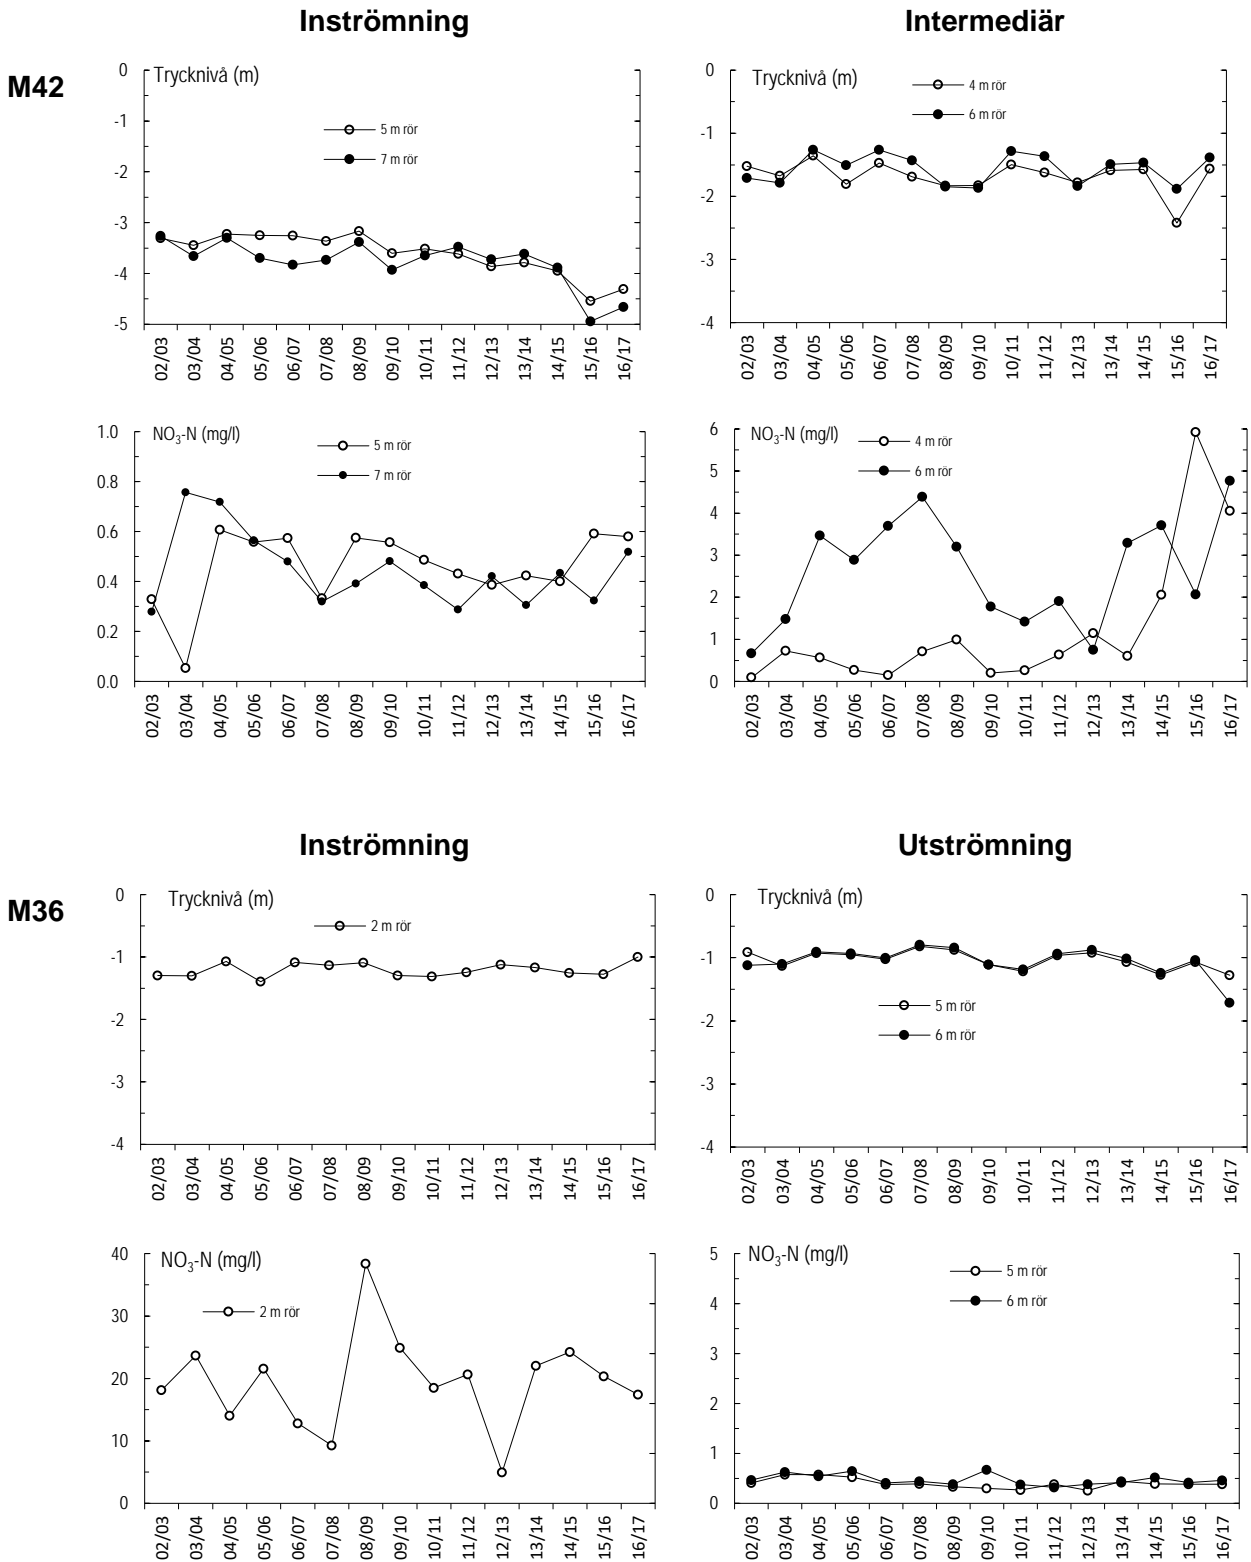 Inströmning Intermediär
M42
Trycknivå (m)
5 m rör
7 m rör
0
-1
-2
-3
-4
-5
02/03 03/04 04/05 05/06 06/07 07/08 08/09 09/10 10/11 11/12 12/13 13/14 14/15 15/16 16/17
Trycknivå (m)
4 m rör
6 m rör
0
-1
-2
-3
-4
02/03 03/04 04/05 05/06 06/07 07/08 08/09 09/10 10/11 11/12 12/13 13/14 14/15 15/16 16/17
NO₃-N (mg/l)
5 m rör
7 m rör
1.0
0.8
0.6
0.4
0.2
0.0
02/03 03/04 04/05 05/06 06/07 07/08 08/09 09/10 10/11 11/12 12/13 13/14 14/15 15/16 16/17
NO₃-N (mg/l)
4 m rör
6 m rör
6
5
4
3
2
1
0
02/03 03/04 04/05 05/06 06/07 07/08 08/09 09/10 10/11 11/12 12/13 13/14 14/15 15/16 16/17
Inströmning Utströmning
M36
Trycknivå (m)
2 m rör
0
-1
-2
-3
-4
02/03 03/04 04/05 05/06 06/07 07/08 08/09 09/10 10/11 11/12 12/13 13/14 14/15 15/16 16/17
Trycknivå (m)
5 m rör
6 m rör
0
-1
-2
-3
-4
02/03 03/04 04/05 05/06 06/07 07/08 08/09 09/10 10/11 11/12 12/13 13/14 14/15 15/16 16/17
NO₃-N (mg/l)
2 m rör
40
30
20
10
0
02/03 03/04 04/05 05/06 06/07 07/08 08/09 09/10 10/11 11/12 12/13 13/14 14/15 15/16 16/17
NO₃-N (mg/l)
5 m rör
6 m rör
5
4
3
2
1
0
02/03 03/04 04/05 05/06 06/07 07/08 08/09 09/10 10/11 11/12 12/13 13/14 14/15 15/16 16/17